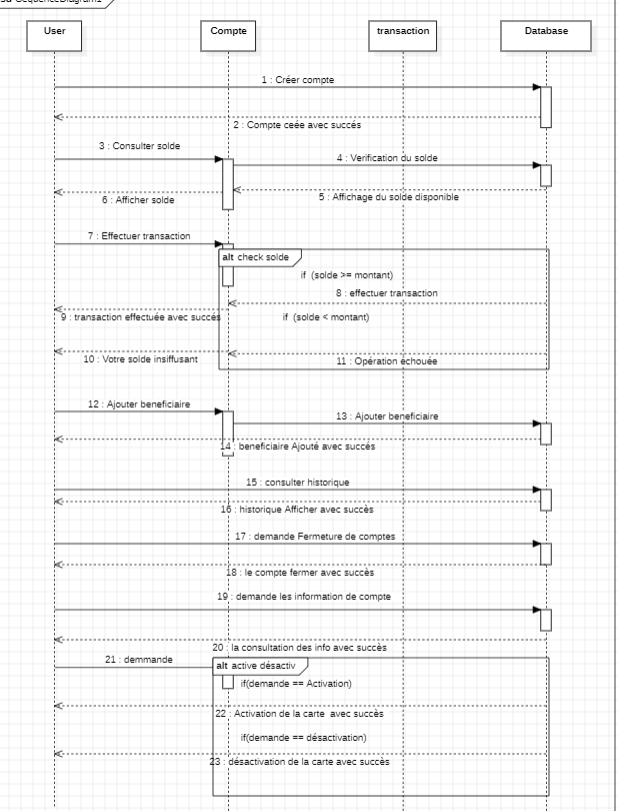 sd SequenceDiagram1
User
Compte
transaction
Database
1 : Créer compte
2 : Compte ceée avec succés
3 : Consulter solde
4 : Verification du solde
5 : Affichage du solde disponible
6 : Afficher solde
7 : Effectuer transaction
alt check solde
if (solde >= montant)
8 : effectuer transaction
9 : transaction effectuée avec succés
if (solde < montant)
10 : Votre solde insiffusant
11 : Opération échouée
12 : Ajouter beneficiaire
13 : Ajouter beneficiaire
14 : beneficiaire Ajouté avec succés
15 : consulter historique
16 : historique Afficher avec succès
17 : demande Fermeture de comptes
18 : le compte fermer avec succès
19 : demande les information de compte
20 : la consultation des info avec succès
21 : demmande
alt active désactiv
if(demande == Activation)
22 : Activation de la carte avec succès
if(demande == désactivation)
23 : désactivation de la carte avec succès